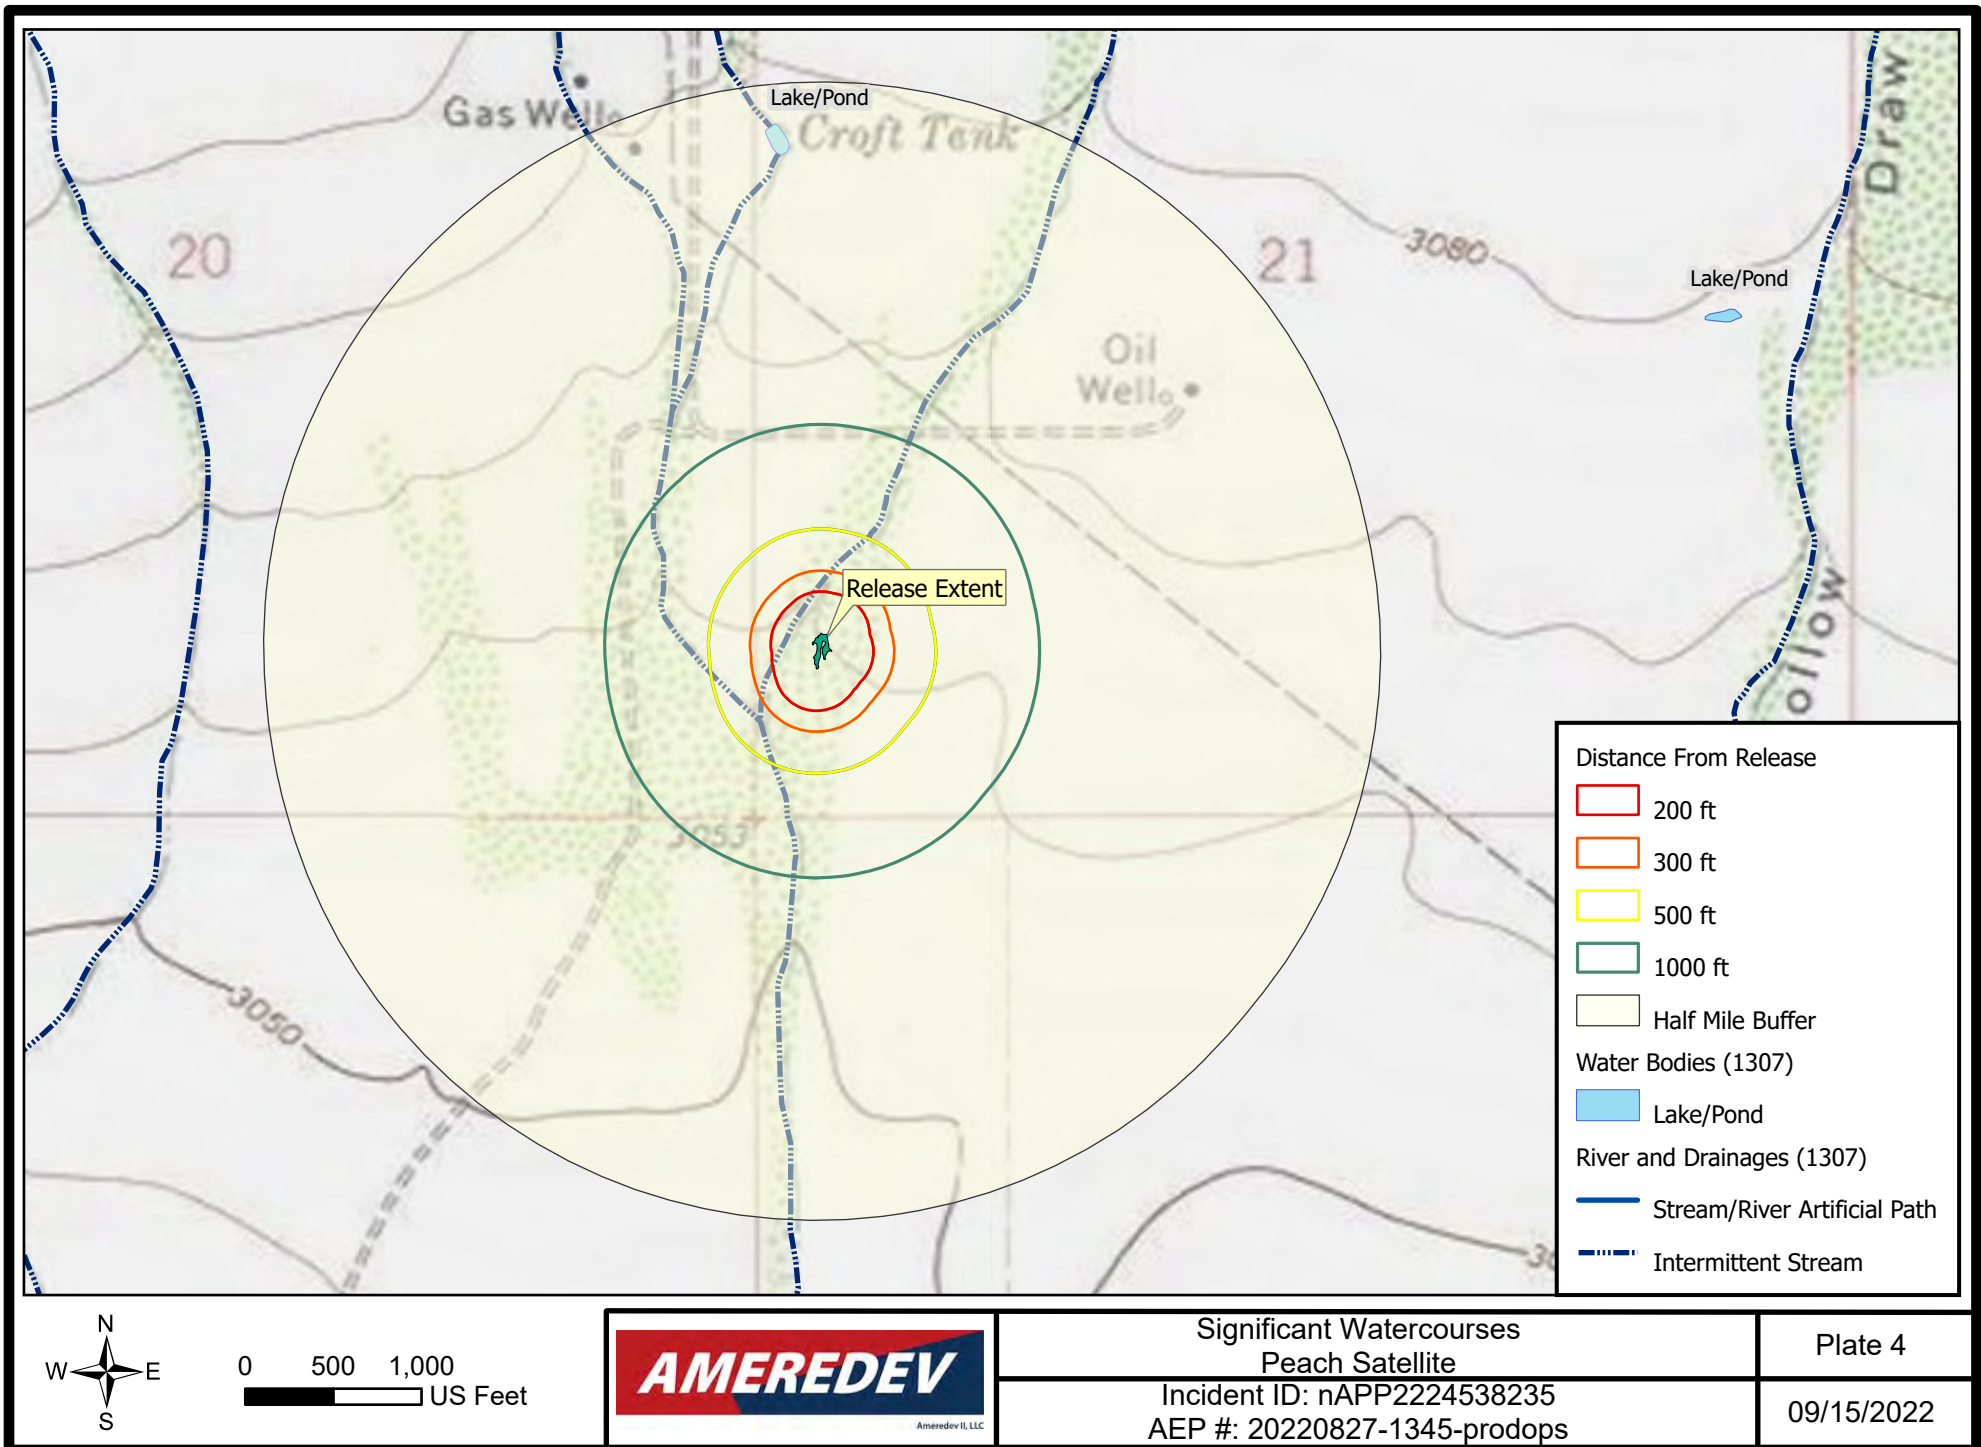 Lake/Pond
Croft Tank
Gas Well
Draw
20
21
3080
Lake/Pond
Oil
Well
Release Extent
ollow
3053
3050
Distance From Release
200 ft
300 ft
500 ft
1000 ft
Half Mile Buffer
Water Bodies (1307)
Lake/Pond
River and Drainages (1307)
Stream/River Artificial Path
Intermittent Stream
N
W E
S
0 500 1,000
US Feet
AMEREDEV
Ameredev II, LLC
Significant Watercourses
Peach Satellite
Incident ID: nAPP2224538235
AEP #: 20220827-1345-prodops
Plate 4
09/15/2022